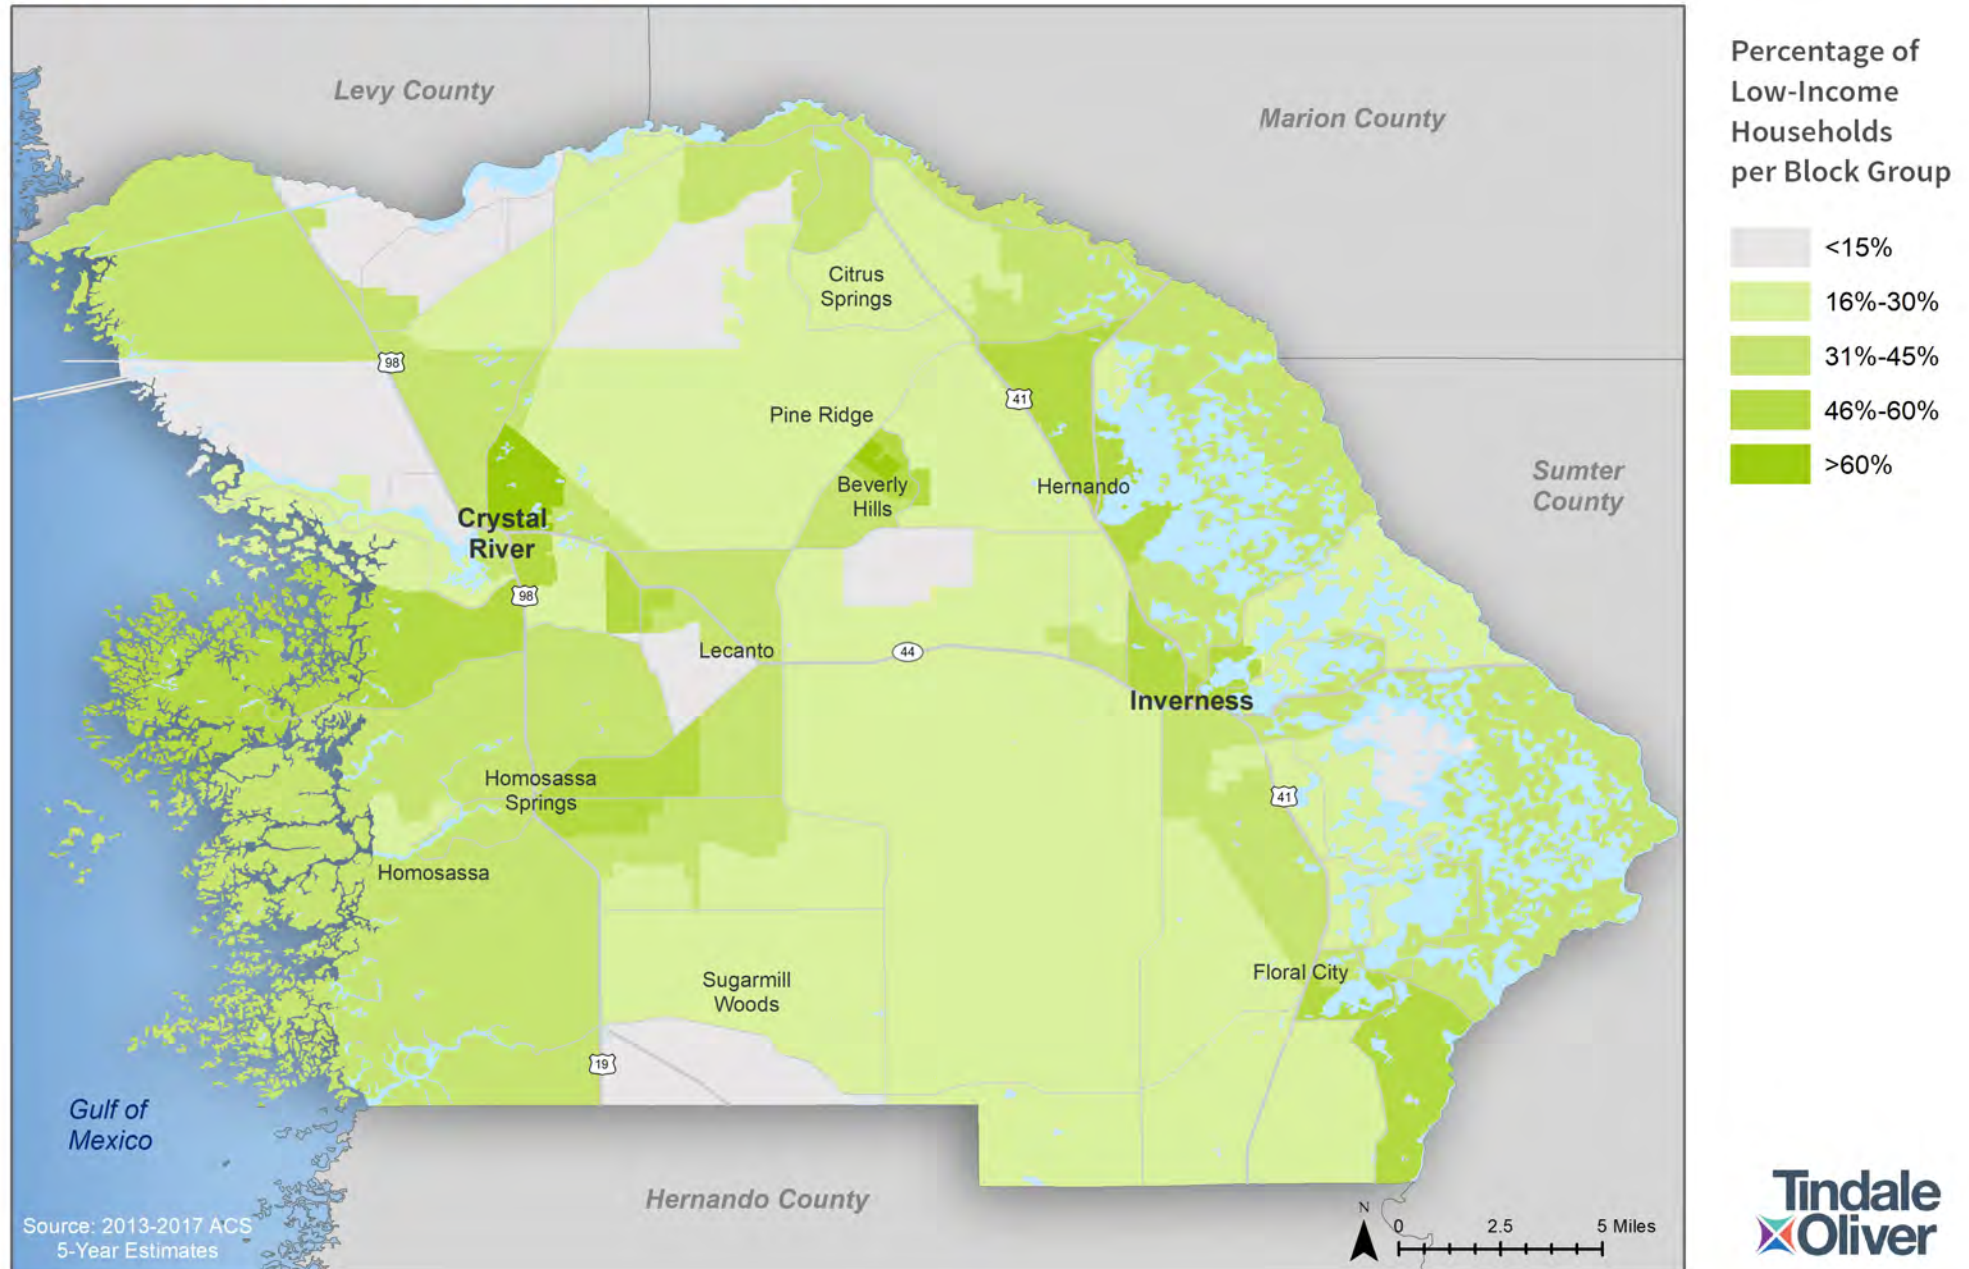 Levy County
Marion County
Citrus
Springs
98
Pine Ridge
41
Beverly
Hills
Hernando
Sumter
County
Crystal
River
98
Lecanto
44
Inverness
Homosassa
Springs
41
Homosassa
Floral City
Sugarmill
Woods
19
Gulf of
Mexico
Hernando County
Source: 2013-2017 ACS
5-Year Estimates
N
0 2.5 5 Miles
Percentage of
Low-Income
Households
per Block Group
<15%
16%-30%
31%-45%
46%-60%
>60%
Tindale
Oliver